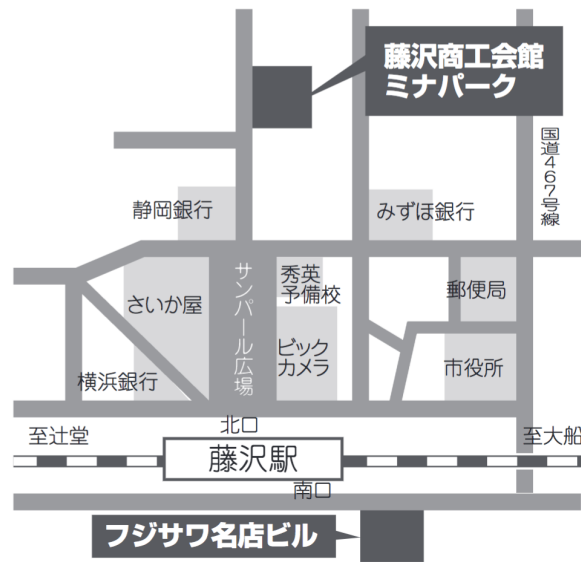 藤沢商工会館
ミナパーク
国道467号線
静岡銀行
みずほ銀行
サンパール広場
秀英
予備校
郵便局
さいか屋
ビック
カメラ
市役所
横浜銀行
北口
至辻堂
藤沢駅
至大船
南口
フジサワ名店ビル